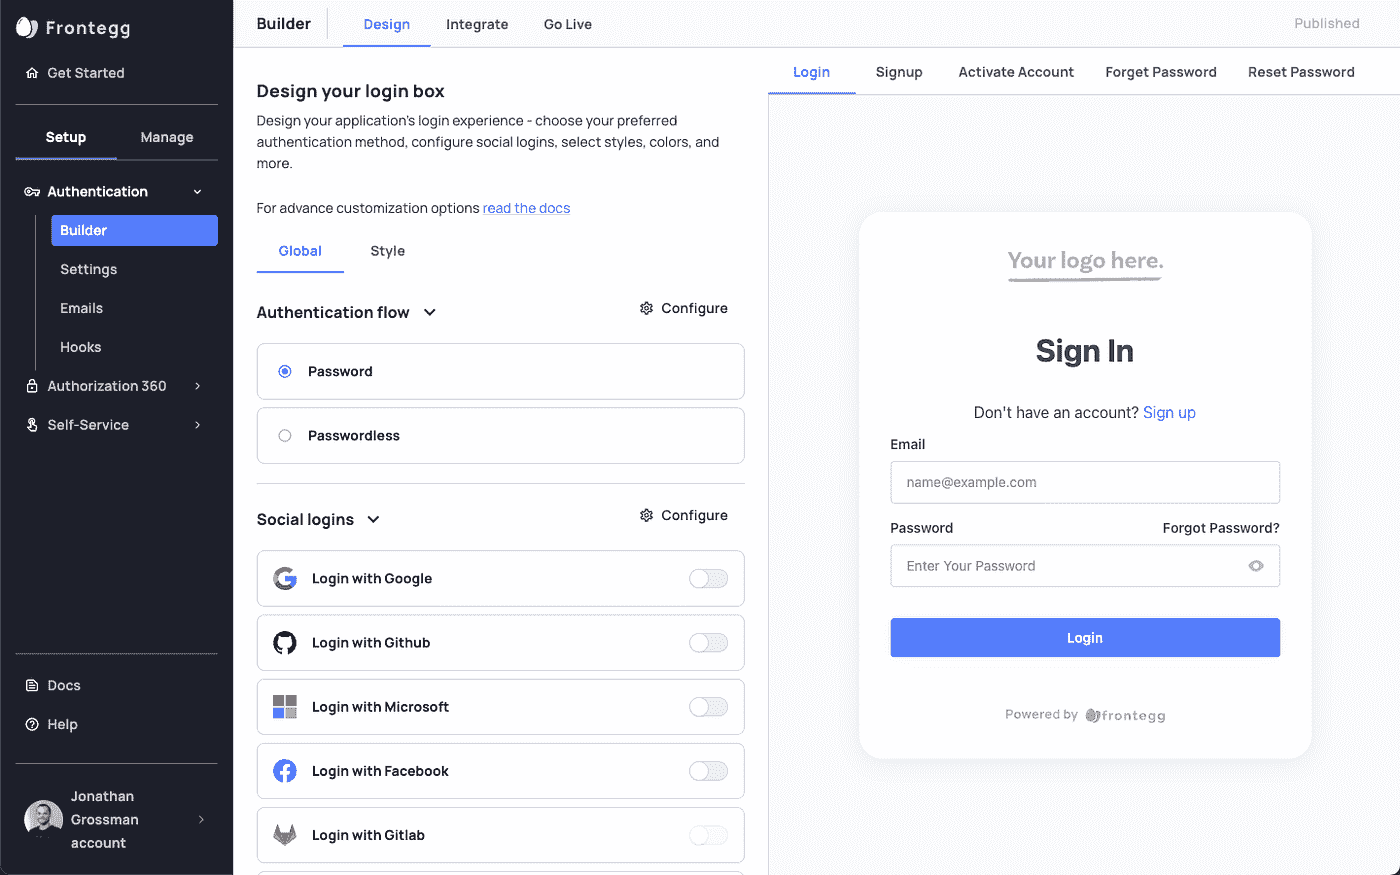 Frontegg
Get Started
Setup
Manage
Authentication
Builder
Settings
Emails
Hooks
Authorization 360
Self-Service
Docs
Help
Jonathan
Grossman
account
Builder
Design
Integrate
Go Live
Published
Design your login box
Design your application's login experience - choose your preferred
authentication method, configure social logins, select styles, colors, and
more.
For advance customization options read the docs
Global
Style
Authentication flow
Configure
Password
Passwordless
Social logins
Configure
Login with Google
Login with Github
Login with Microsoft
Login with Facebook
Login with Gitlab
Login
Signup
Activate Account
Forget Password
Reset Password
Your logo here.
Sign In
Don't have an account? Sign up
Email
name@example.com
Password
Forgot Password?
Enter Your Password
Login
Powered by frontegg